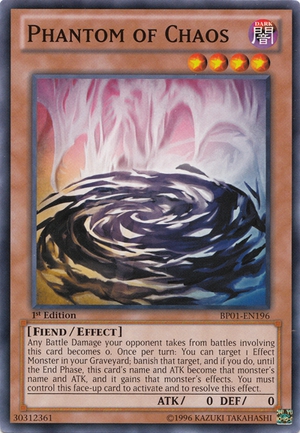 PHANTOM OF CHAOS
DARK
闇
1st Edition
BP01-EN196
[FIEND / EFFECT]
Any Battle Damage your opponent takes from battles involving
this card becomes 0. Once per turn: You can target 1 Effect
Monster in your Graveyard; banish that target, and if you do, until
the End Phase, this card's name and ATK become that monster's
name and ATK, and it gains that monster's effects. You must
control this face-up card to activate and to resolve this effect.
ATK/ 0 DEF/ 0
30312361
©1996 KAZUKI TAKAHASHI